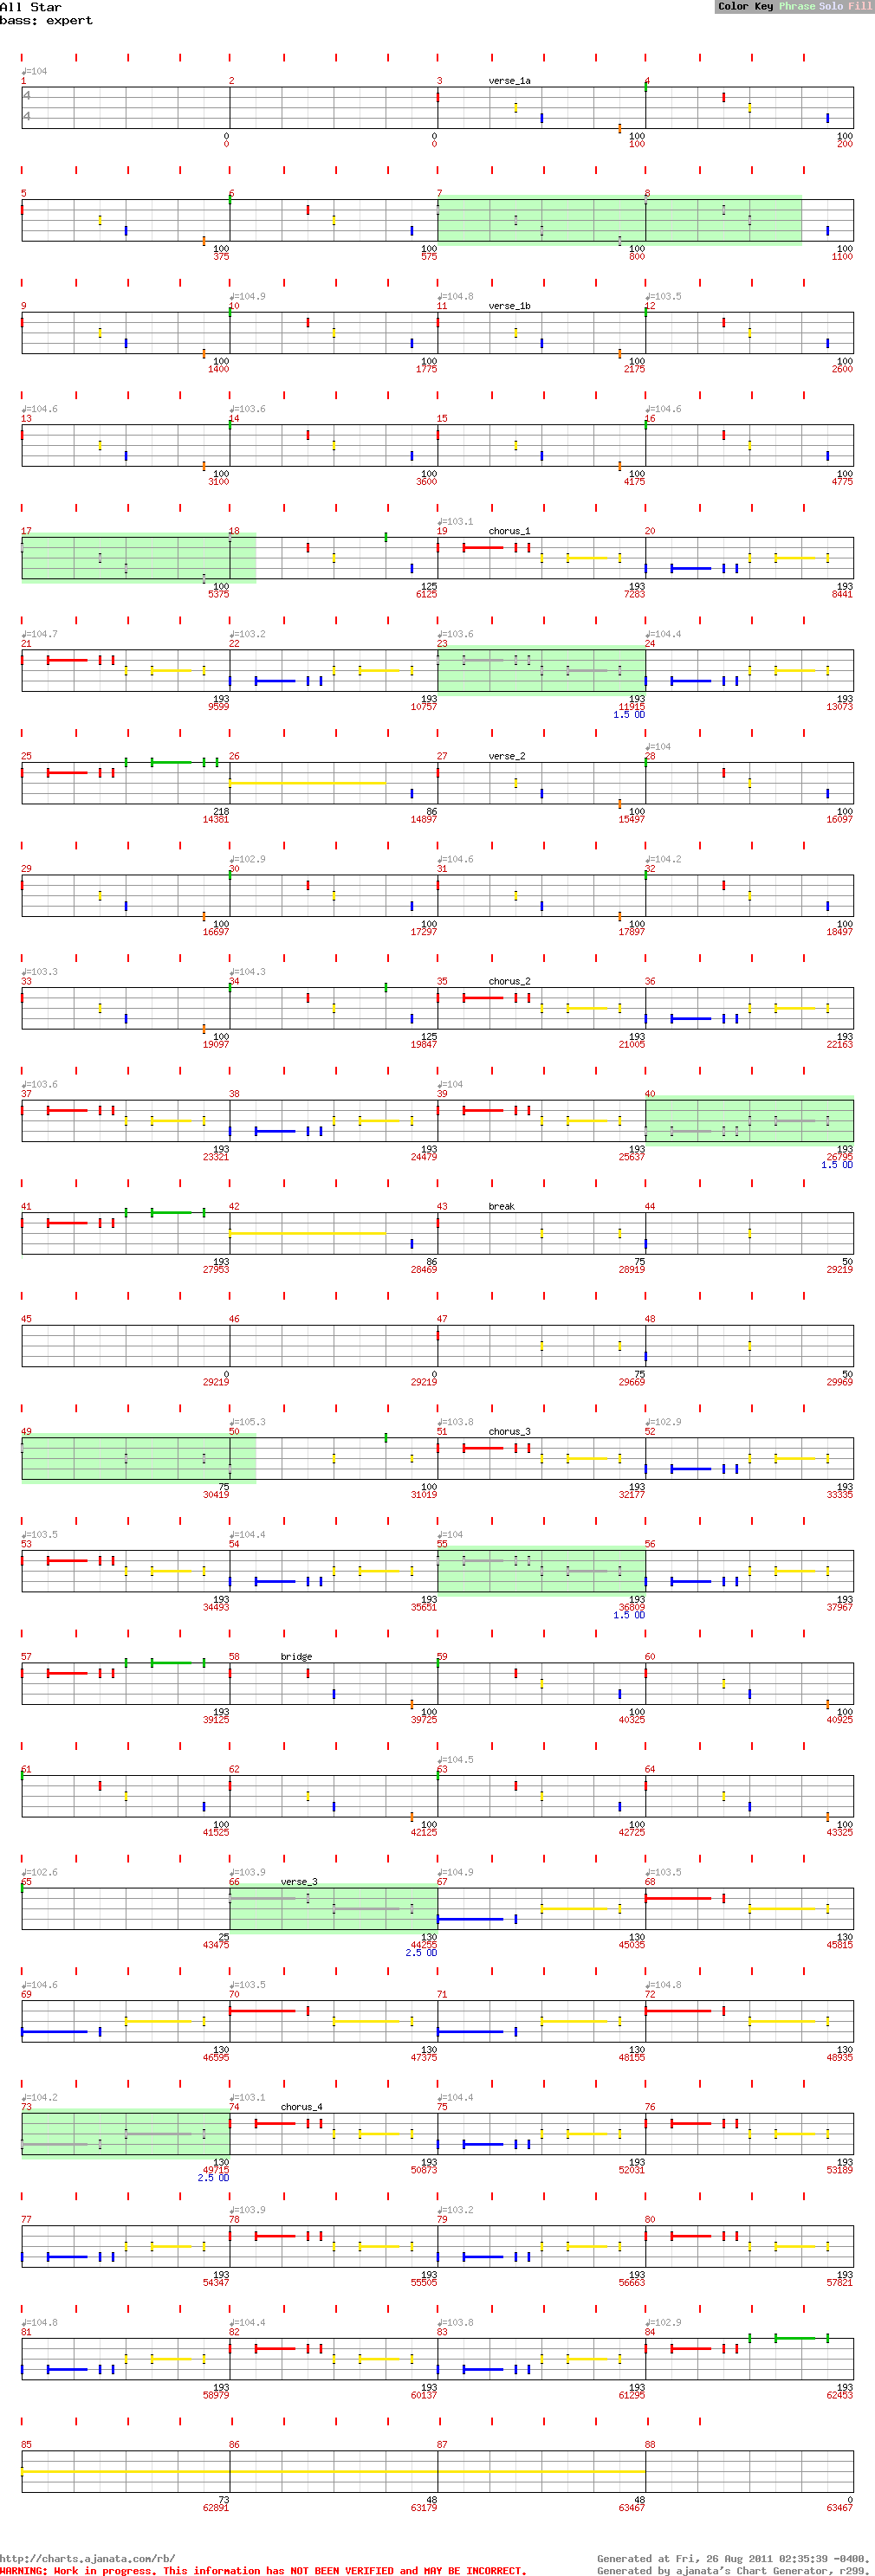 All Star
bass: expert
Color Key Phrase Solo Fill
♩=104
1 2 3 verse_1a 4
4
4
0 0 100 100
0 0 100 200
5 6 7 8
100 100 100 100
375 575 800 1100
♩=104.9 ♩=104.8 ♩=103.5
9 10 11 verse_1b 12
100 100 100 100
1400 1775 2175 2600
♩=104.6 ♩=103.6 ♩=104.6
13 14 15 16
100 100 100 100
3100 3600 4175 4775
♩=103.1
17 18 19 chorus_1 20
100 125 193 193
5375 6125 7283 8441
♩=104.7 ♩=103.2 ♩=103.6 ♩=104.4
21 22 23 24
193 193 193 193
9599 10757 11915 13073
1.5 OD
♩=104
25 26 27 verse_2 28
218 86 100 100
14381 14897 15497 16097
♩=102.9 ♩=104.6 ♩=104.2
29 30 31 32
100 100 100 100
16697 17297 17897 18497
♩=103.3 ♩=104.3
33 34 35 chorus_2 36
100 125 193 193
19097 19847 21005 22163
♩=103.6 ♩=104
37 38 39 40
193 193 193 193
23321 24479 25637 26795
1.5 OD
41 42 43 break 44
193 86 75 50
27953 28469 28919 29219
45 46 47 48
0 0 75 50
29219 29219 29669 29969
♩=105.3 ♩=103.8 ♩=102.9
49 50 51 chorus_3 52
75 100 193 193
30419 31019 32177 33335
♩=103.5 ♩=104.4 ♩=104
53 54 55 56
193 193 193 193
34493 35651 36809 37967
1.5 OD
57 58 bridge 59 60
193 100 100 100
39125 39725 40325 40925
♩=104.5
61 62 63 64
100 100 100 100
41525 42125 42725 43325
♩=102.6 ♩=103.9 ♩=104.9 ♩=103.5
65 66 verse_3 67 68
25 130 130 130
43475 44255 45035 45815
2.5 OD
♩=104.6 ♩=103.5 ♩=104.8
69 70 71 72
130 130 130 130
46595 47375 48155 48935
♩=104.2 ♩=103.1 ♩=104.4
73 74 chorus_4 75 76
130 193 193 193
49715 50873 52031 53189
2.5 OD
♩=103.9 ♩=103.2
77 78 79 80
193 193 193 193
54347 55505 56663 57821
♩=104.8 ♩=104.4 ♩=103.8 ♩=102.9
81 82 83 84
193 193 193 193
58979 60137 61295 62453
85 86 87 88
73 48 48 0
62891 63179 63467 63467
http://charts.ajanata.com/rb/ Generated at Fri, 26 Aug 2011 02:35:39 -0400.
WARNING: Work in progress. This information has NOT BEEN VERIFIED and MAY BE INCORRECT. Generated by ajanata's Chart Generator, r299.